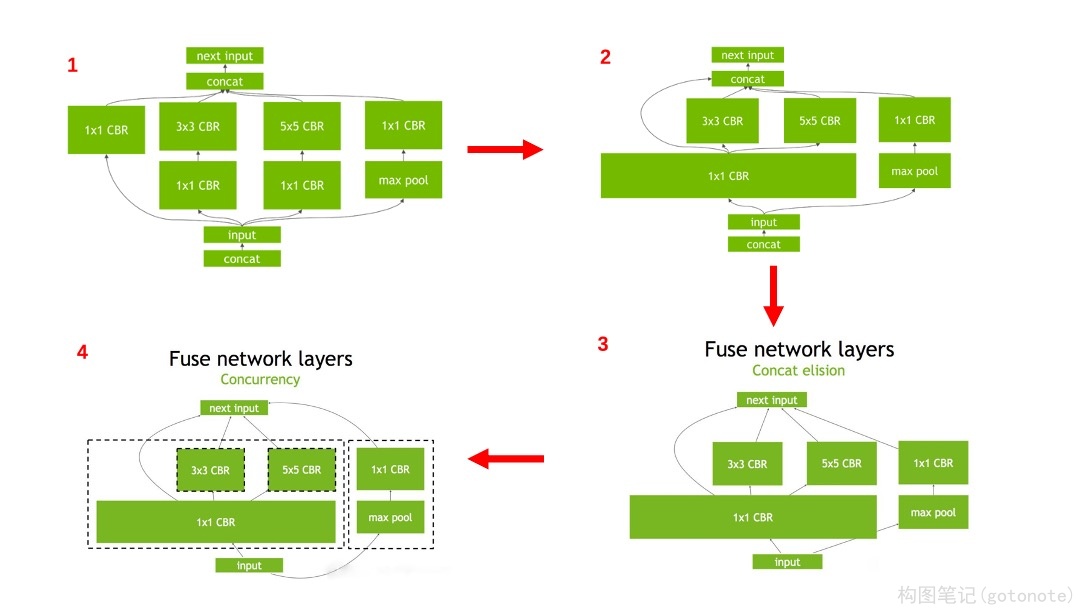 1
next input
concat
1x1 CBR
3x3 CBR
5x5 CBR
1x1 CBR
1x1 CBR
1x1 CBR
max pool
input
concat
2
next input
concat
3x3 CBR
5x5 CBR
1x1 CBR
1x1 CBR
max pool
input
concat
3
Fuse network layers
Concat elision
next input
3x3 CBR
5x5 CBR
1x1 CBR
1x1 CBR
max pool
input
4
Fuse network layers
Concurrency
next input
3x3 CBR
5x5 CBR
1x1 CBR
1x1 CBR
max pool
input
构图笔记(gotonote)